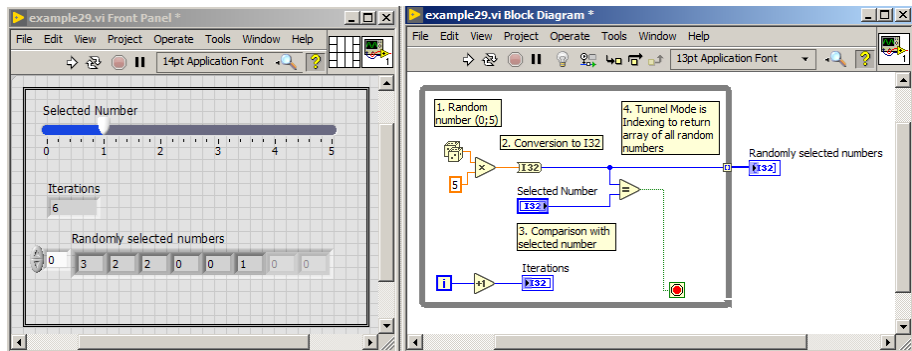 example29.vi Front Panel *
File Edit View Project Operate Tools Window Help
14pt Application Font
1
Selected Number
0 1 2 3 4 5
Iterations
6
Randomly selected numbers
0 3 2 2 0 0 1 0 0
example29.vi Block Diagram *
File Edit View Project Operate Tools Window Help
13pt Application Font
1
1. Random
number (0;5)
2. Conversion to I32
4. Tunnel Mode is
Indexing to return
array of all random
numbers
Randomly selected numbers
I32
x
I32
5
Selected Number
I32
=
3. Comparison with
selected number
Iterations
i
+1
I32